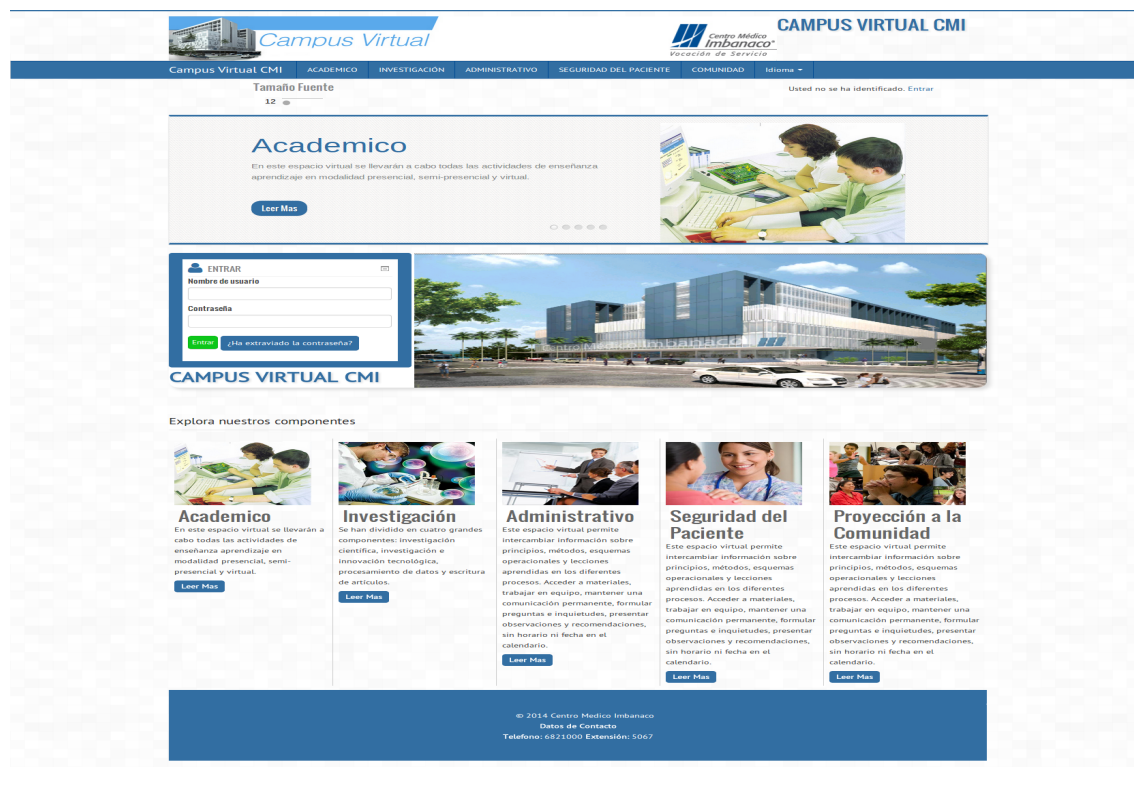 Campus Virtual
Centro Médico
Imbanaco
Vocación de Servicio
CAMPUS VIRTUAL CMI
Campus Virtual CMI ACADEMICO INVESTIGACIÓN ADMINISTRATIVO SEGURIDAD DEL PACIENTE COMUNIDAD Idioma
Tamaño Fuente
12
Usted no se ha identificado. Entrar
Academico
En este espacio virtual se llevarán a cabo todas las actividades de enseñanza
aprendizaje en modalidad presencial, semi-presencial y virtual.
Leer Mas
ENTRAR
Nombre de usuario
Contraseña
Entrar ¿Ha extraviado la contraseña?
CAMPUS VIRTUAL CMI
Explora nuestros componentes
Academico
En este espacio virtual se llevarán a
cabo todas las actividades de
enseñanza aprendizaje en
modalidad presencial, semi-
presencial y virtual.
Leer Mas
Investigación
Se han dividido en cuatro grandes
componentes: investigación
científica, investigación e
innovación tecnológica,
procesamiento de datos y escritura
de artículos.
Leer Mas
Administrativo
Este espacio virtual permite
intercambiar información sobre
principios, métodos, esquemas
operacionales y lecciones
aprendidas en los diferentes
procesos. Acceder a materiales,
trabajar en equipo, mantener una
comunicación permanente, formular
preguntas e inquietudes, presentar
observaciones y recomendaciones,
sin horario ni fecha en el
calendario.
Leer Mas
Seguridad del
Paciente
Este espacio virtual permite
intercambiar información sobre
principios, métodos, esquemas
operacionales y lecciones
aprendidas en los diferentes
procesos. Acceder a materiales,
trabajar en equipo, mantener una
comunicación permanente, formular
preguntas e inquietudes, presentar
observaciones y recomendaciones,
sin horario ni fecha en el
calendario.
Leer Mas
Proyección a la
Comunidad
Este espacio virtual permite
intercambiar información sobre
principios, métodos, esquemas
operacionales y lecciones
aprendidas en los diferentes
procesos. Acceder a materiales,
trabajar en equipo, mantener una
comunicación permanente, formular
preguntas e inquietudes, presentar
observaciones y recomendaciones,
sin horario ni fecha en el
calendario.
Leer Mas
© 2014 Centro Medico Imbanaco
Datos de Contacto
Telefono: 6821000 Extensión: 5067